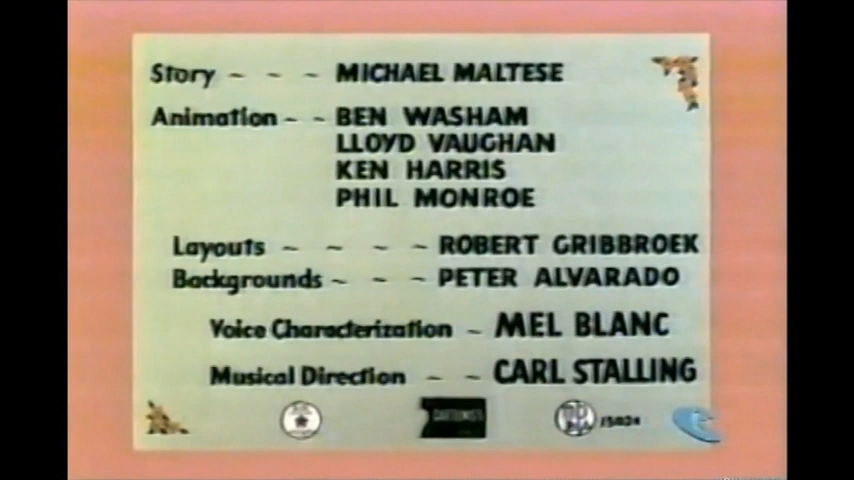 Story ~ ~ ~ MICHAEL MALTESE
Animation ~ ~ BEN WASHAM
LLOYD VAUGHAN
KEN HARRIS
PHIL MONROE
Layouts ~ ~ ~ ~ ROBERT GRIBBROEK
Backgrounds ~ ~ ~ PETER ALVARADO
Voice Characterization ~ MEL BLANC
Musical Direction ~ ~ CARL STALLING